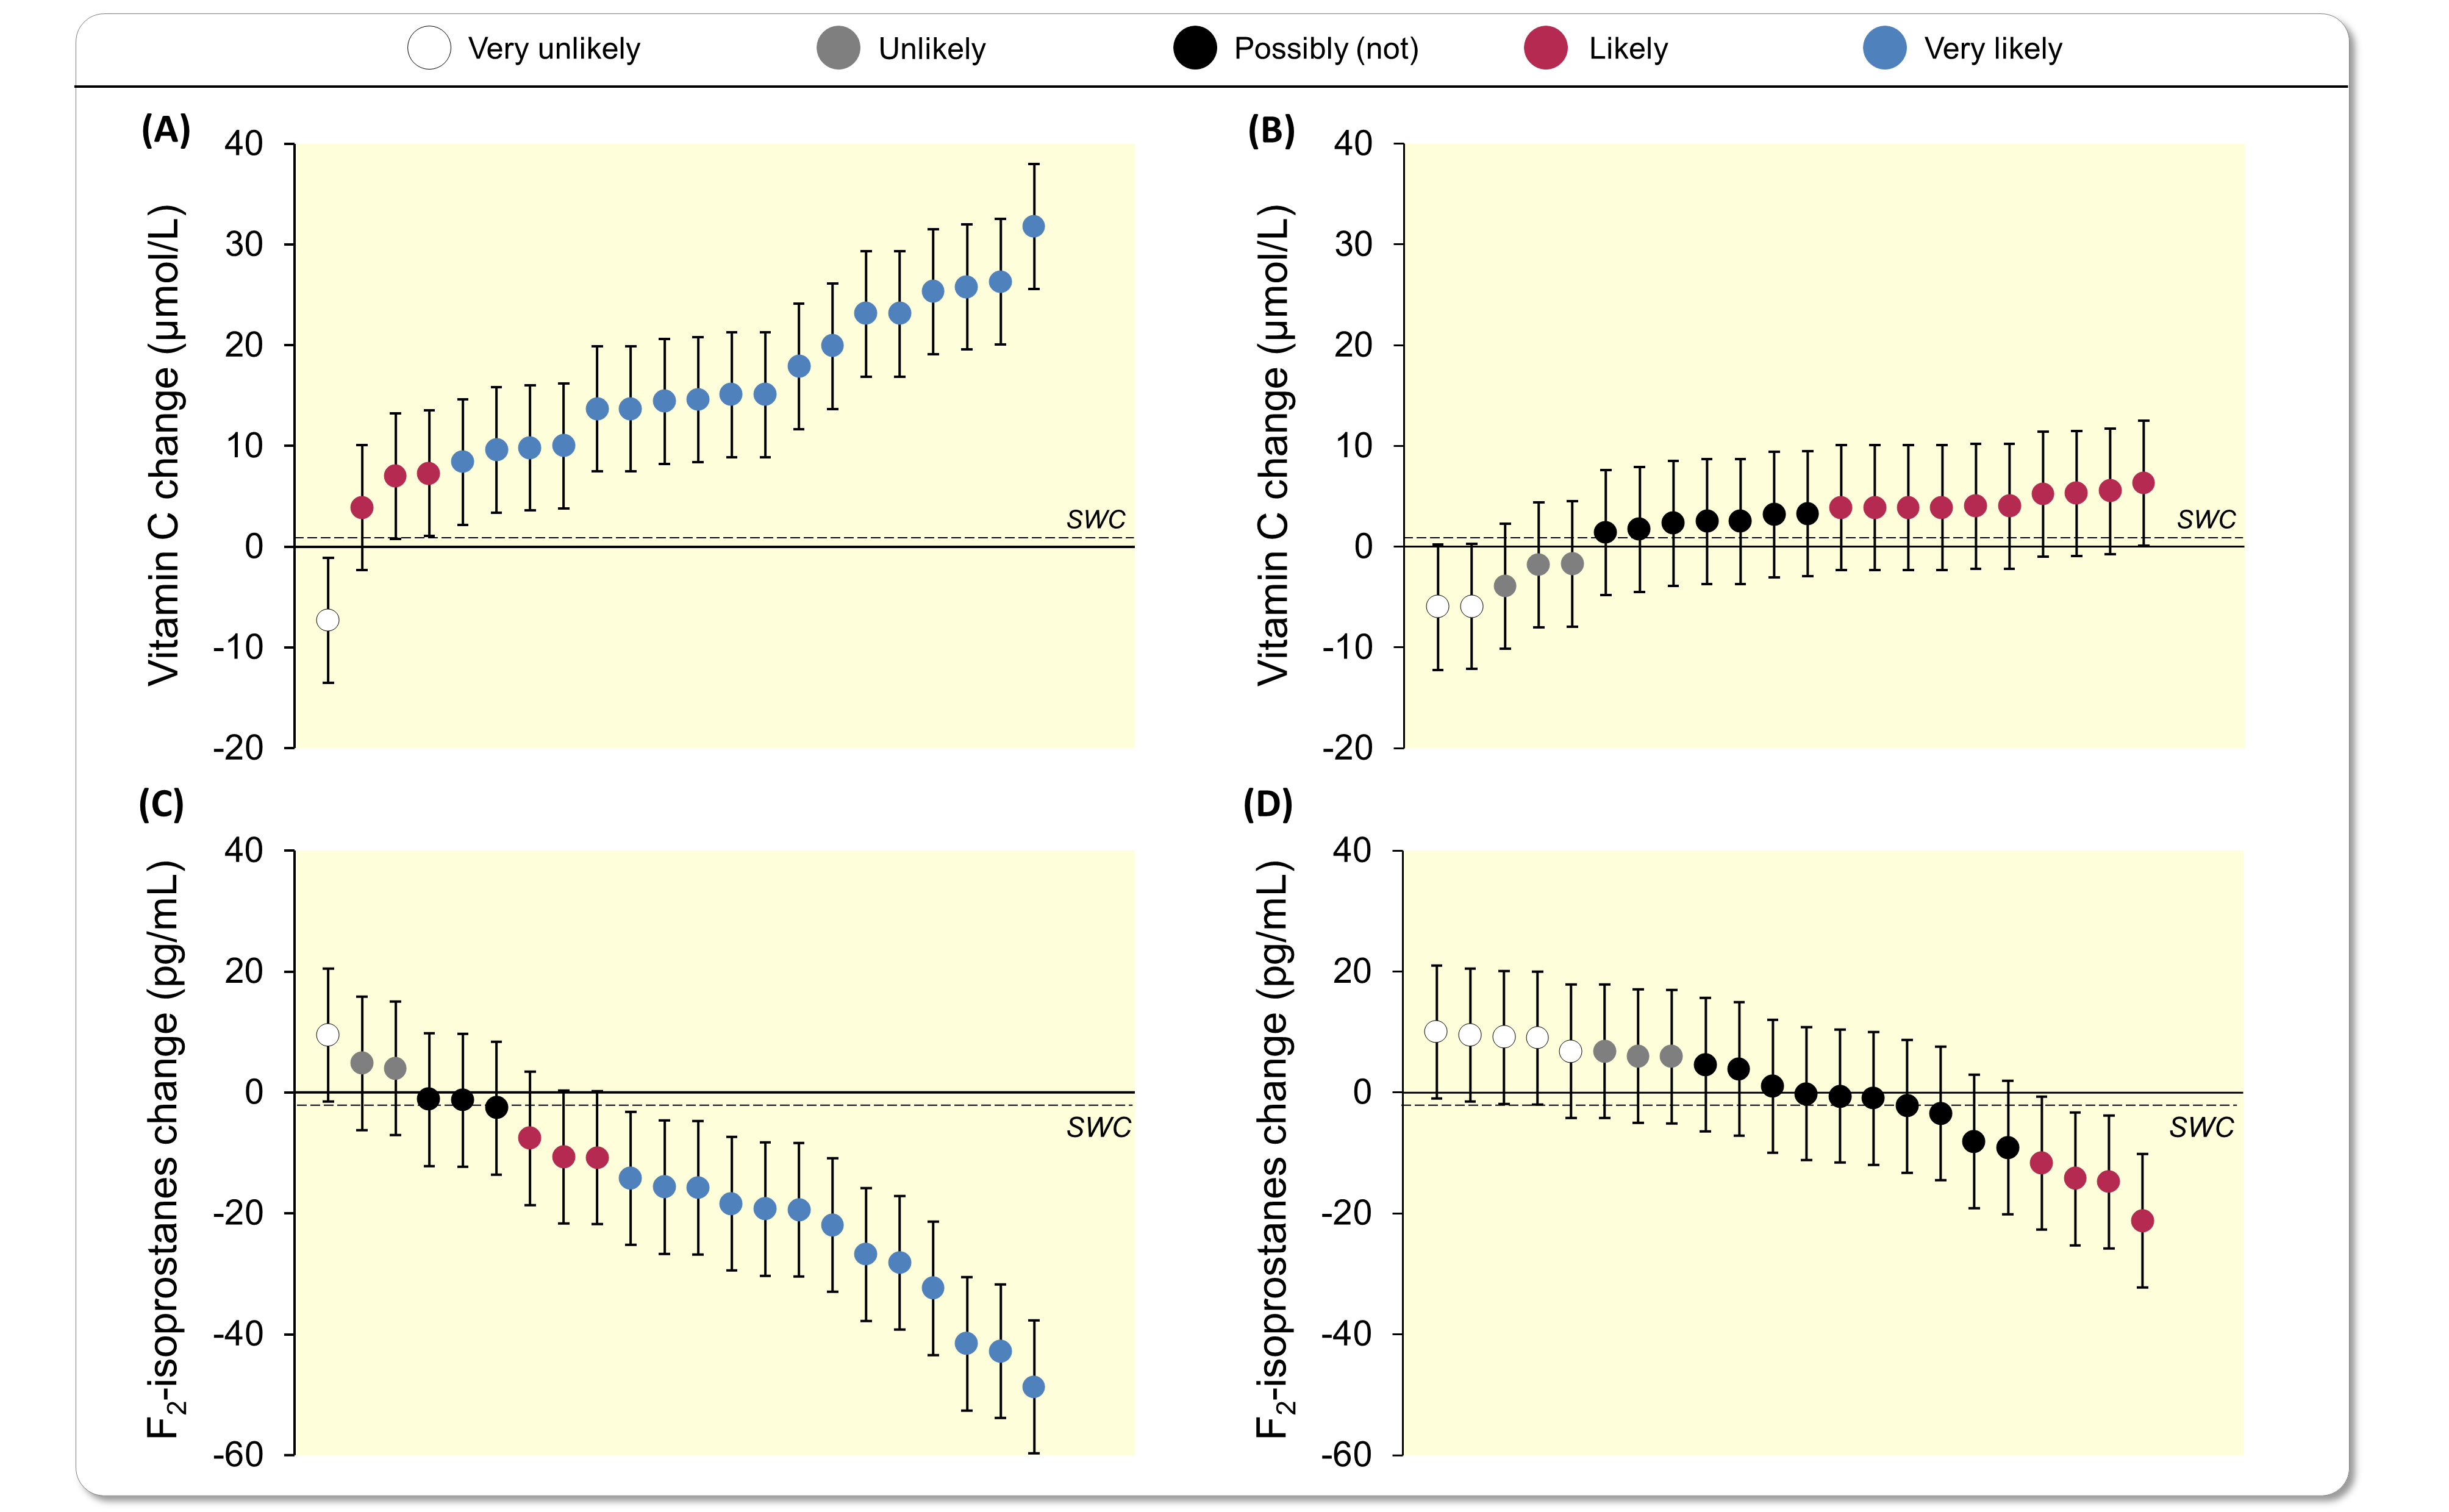 Very unlikely Unlikely Possibly (not) Likely Very likely
(A)
Vitamin C change (µmol/L)
40
30
20
10
0
-10
-20
SWC
(B)
Vitamin C change (µmol/L)
40
30
20
10
0
-10
-20
SWC
(C)
F2-isoprostanes change (pg/mL)
40
20
0
-20
-40
-60
SWC
(D)
F2-isoprostanes change (pg/mL)
40
20
0
-20
-40
-60
SWC